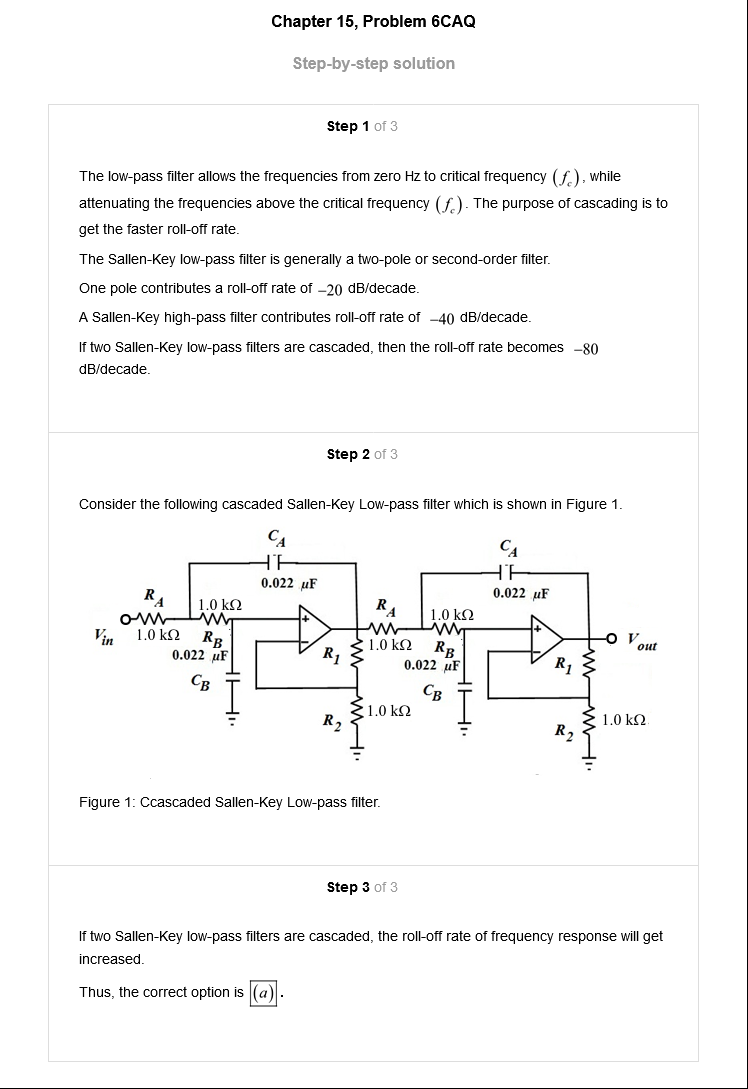 Chapter 15, Problem 6CAQ
Step-by-step solution
Step 1 of 3
The low-pass filter allows the frequencies from zero Hz to critical frequency (f_c), while
attenuating the frequencies above the critical frequency (f_c). The purpose of cascading is to
get the faster roll-off rate.
The Sallen-Key low-pass filter is generally a two-pole or second-order filter.
One pole contributes a roll-off rate of –20 dB/decade.
A Sallen-Key high-pass filter contributes roll-off rate of –40 dB/decade.
If two Sallen-Key low-pass filters are cascaded, then the roll-off rate becomes –80
dB/decade.
Step 2 of 3
Consider the following cascaded Sallen-Key Low-pass filter which is shown in Figure 1.
C_A
C_A
0.022 μF
0.022 μF
R_A
1.0 kΩ
R_A
1.0 kΩ
+
+
V_in
1.0 kΩ
R_B
1.0 kΩ
R_B
V_out
0.022 μF
R_1
0.022 μF
R_1
–
–
C_B
C_B
R_2
1.0 kΩ
R_2
1.0 kΩ
Figure 1: Ccascaded Sallen-Key Low-pass filter.
Step 3 of 3
If two Sallen-Key low-pass filters are cascaded, the roll-off rate of frequency response will get
increased.
Thus, the correct option is (a).